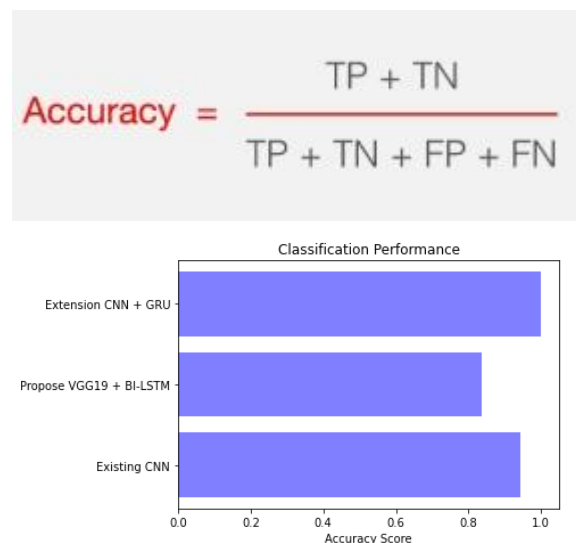 Accuracy = TP + TN
TP + TN + FP + FN
Classification Performance
Extension CNN + GRU
Propose VGG19 + BI-LSTM
Existing CNN
0.0 0.2 0.4 0.6 0.8 1.0
Accuracy Score